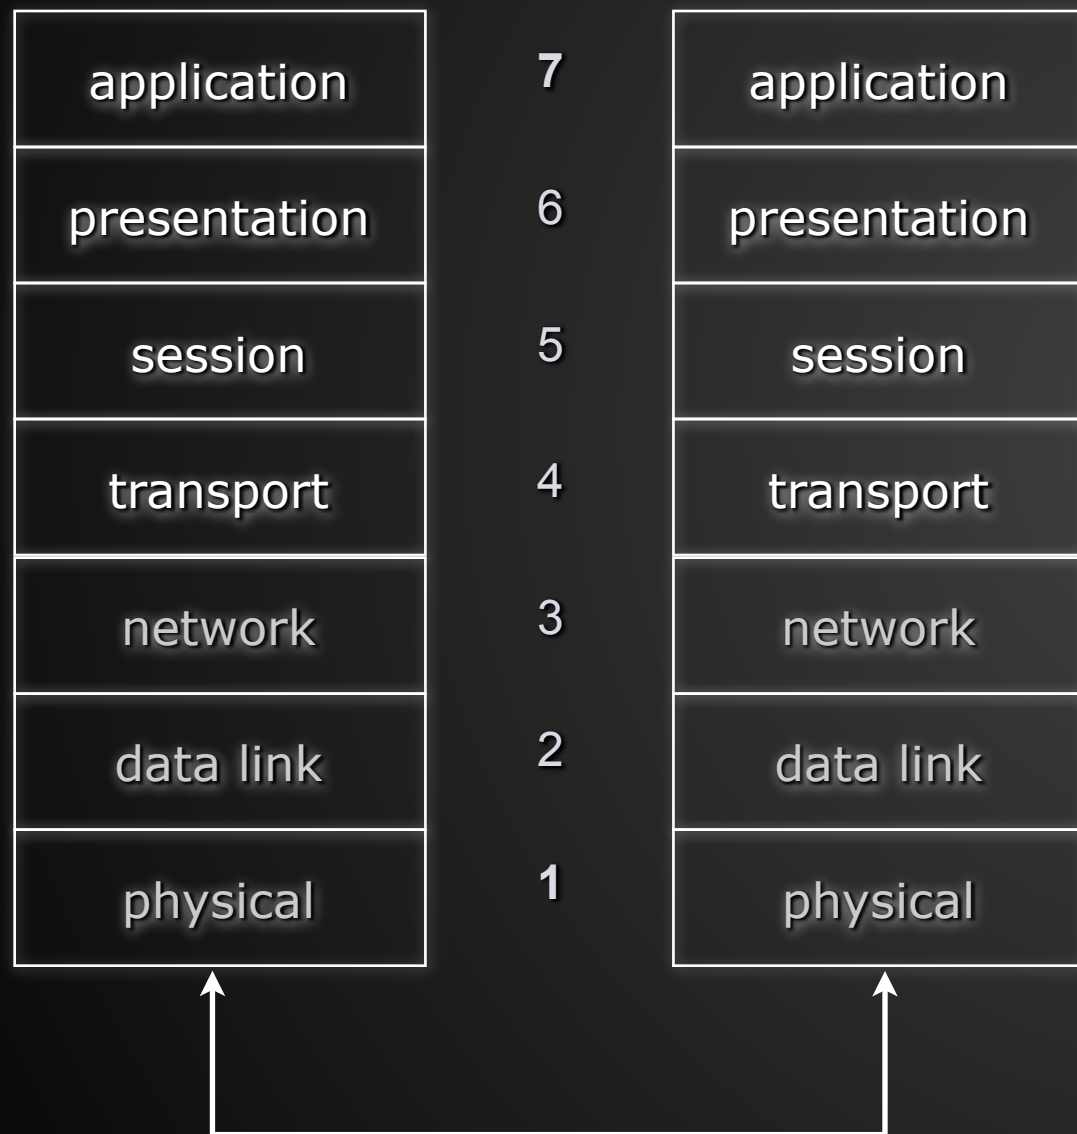 application 7 application
presentation 6 presentation
session 5 session
transport 4 transport
network 3 network
data link 2 data link
physical 1 physical